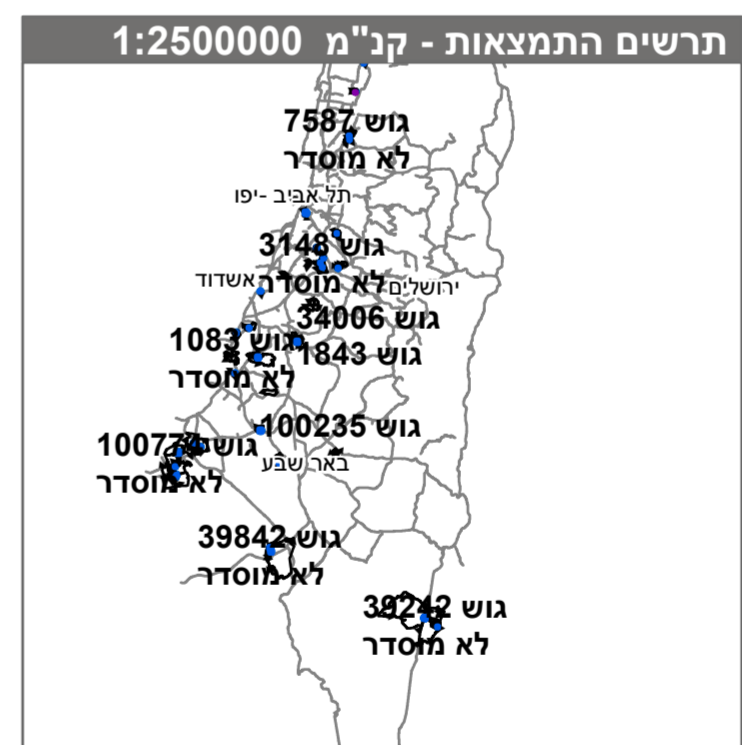 תרשים התמצאות - קנ"מ 1:2500000
גוש 7587
לא מוסדר
תל אביב -יפו
גוש 3148
לא מוסדר
אשדוד
ירושלים
גוש 34006
גוש 1083
גוש 1843
לא מוסדר
גוש 100235
גוש
לא מוסדר
באר שבע
גוש 39842
לא מוסדר
גוש 39242
לא מוסדר